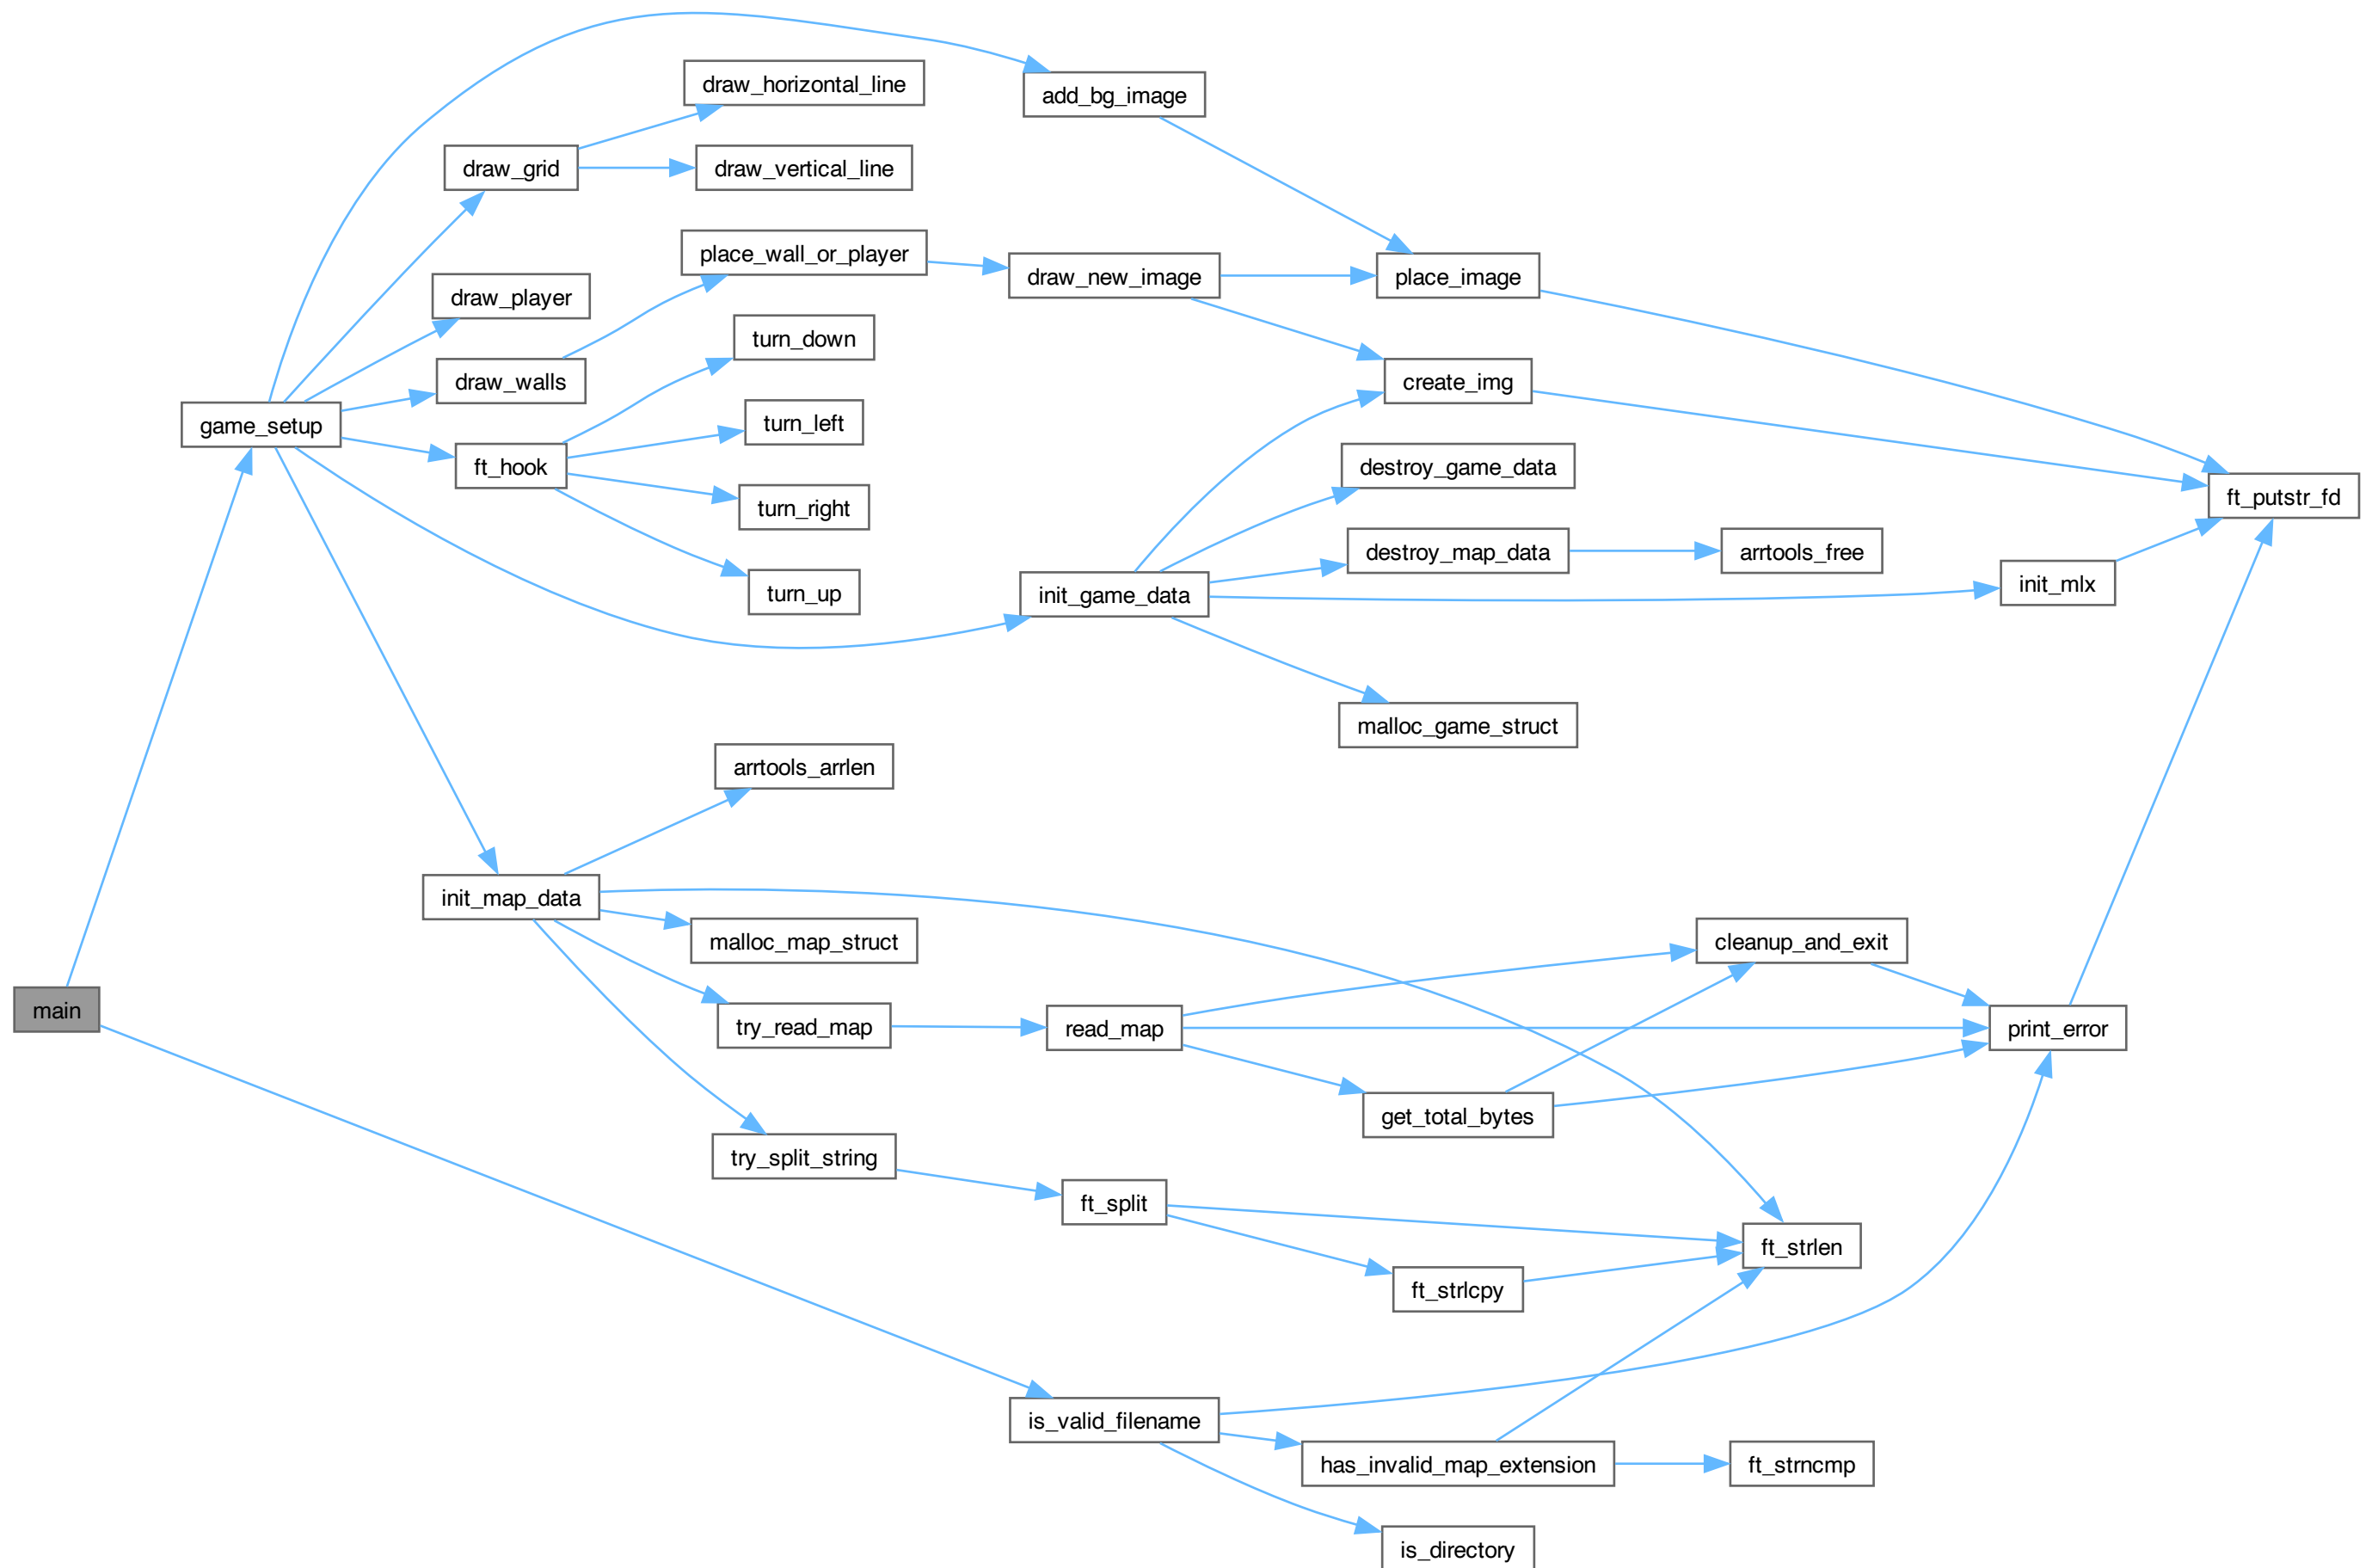 draw_horizontal_line
add_bg_image
draw_grid
draw_vertical_line
place_wall_or_player
draw_new_image
place_image
draw_player
turn_down
draw_walls
create_img
game_setup
turn_left
ft_hook
destroy_game_data
ft_putstr_fd
turn_right
destroy_map_data
arrtools_free
init_mlx
turn_up
init_game_data
malloc_game_struct
arrtools_arrlen
init_map_data
malloc_map_struct
cleanup_and_exit
main
try_read_map
read_map
print_error
get_total_bytes
try_split_string
ft_split
ft_strlen
ft_strlcpy
is_valid_filename
has_invalid_map_extension
ft_strncmp
is_directory